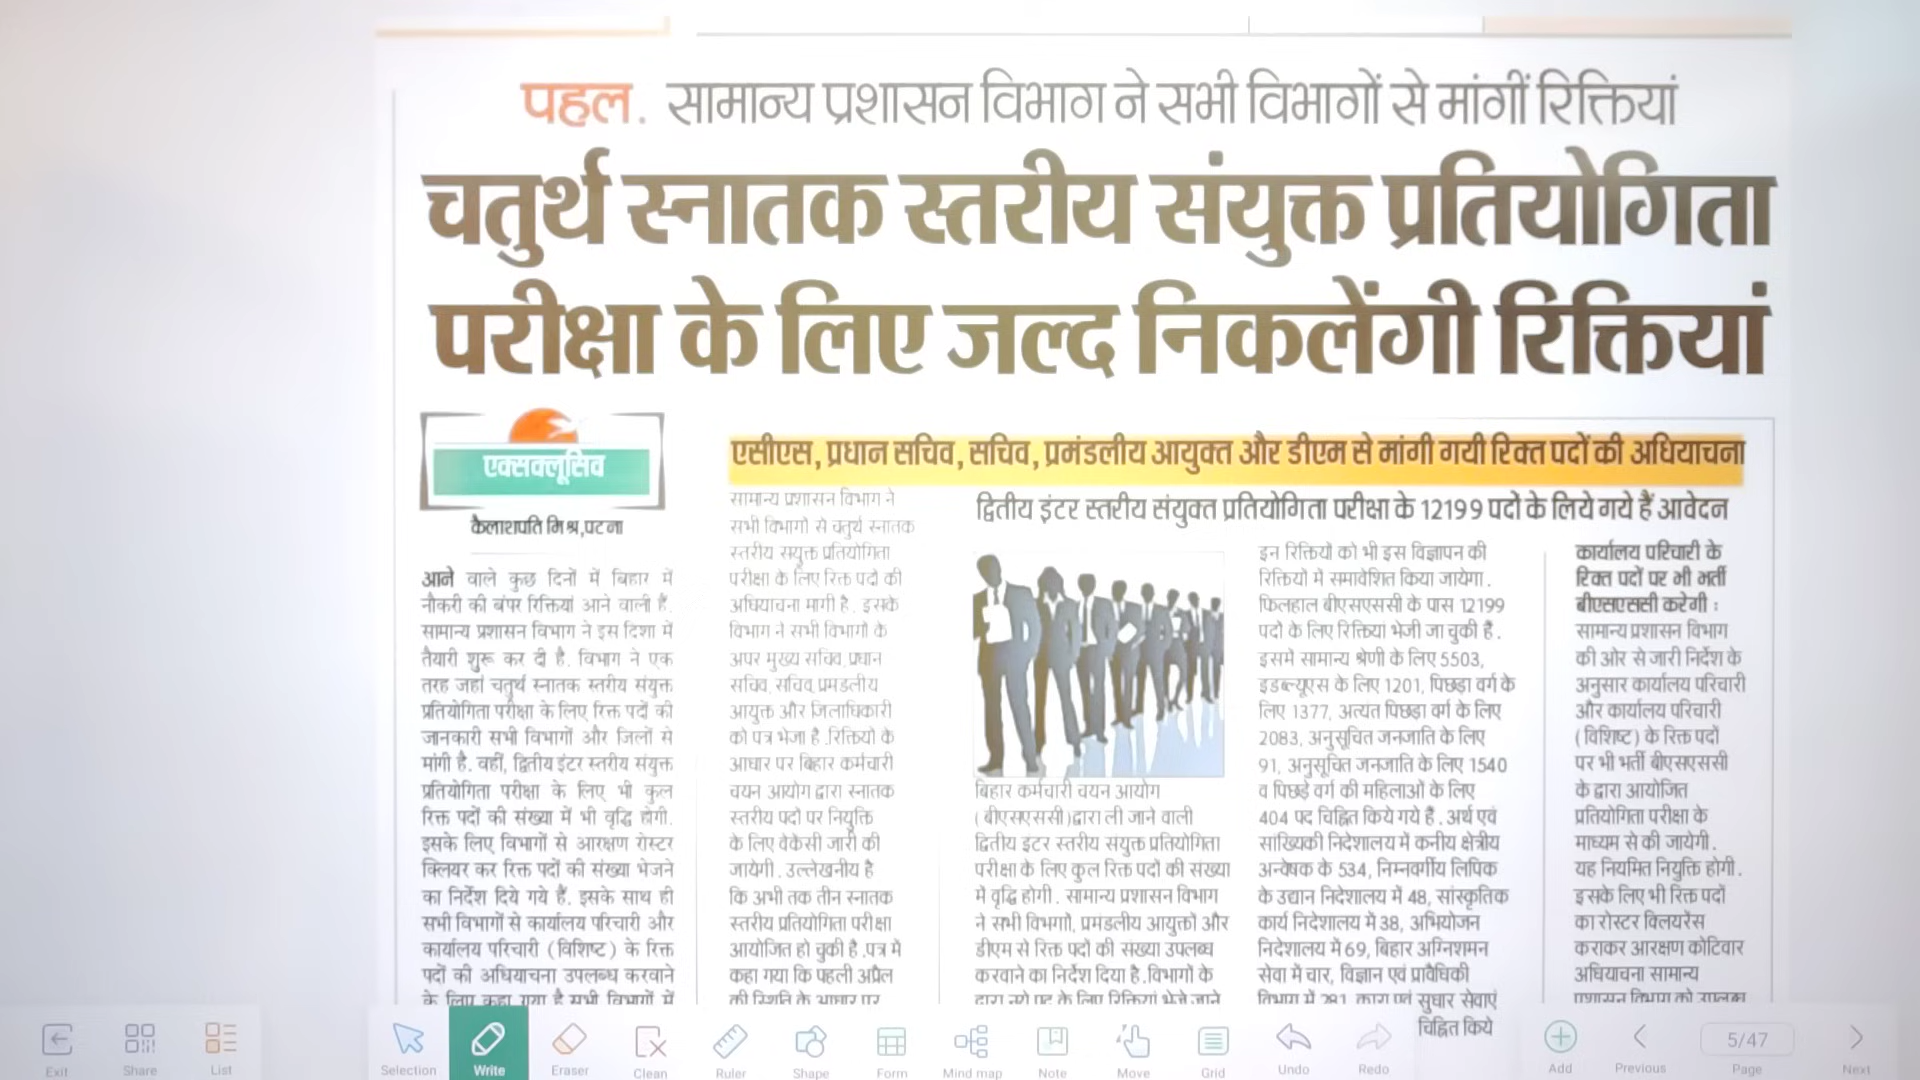 पहल. सामान्य प्रशासन विभाग ने सभी विभागों से मांगीं रिक्तियां
चतुर्थ स्नातक स्तरीय संयुक्त प्रतियोगिता
परीक्षा के लिए जल्द निकलेंगी रिक्तियां
एक्सक्लूसिव
कैलाशपति मिश्र,पटना
आने वाले कुछ दिनों में बिहार में
नौकरी की बंपर रिक्तियां आने वाली हैं.
सामान्य प्रशासन विभाग ने इस दिशा में
तैयारी शुरू कर दी है. विभाग ने एक
तरह जहां चतुर्थ स्नातक स्तरीय संयुक्त
प्रतियोगिता परीक्षा के लिए रिक्त पदों की
जानकारी सभी विभागों और जिलों से
मांगी है. वहीं, द्वितीय इंटर स्तरीय संयुक्त
प्रतियोगिता परीक्षा के लिए भी कुल
रिक्त पदों की संख्या में भी वृद्धि होगी.
इसके लिए विभागों से आरक्षण रोस्टर
क्लियर कर रिक्त पदों की संख्या भेजने
का निर्देश दिये गये हैं. इसके साथ ही
सभी विभागों से कार्यालय परिचारी और
कार्यालय परिचारी (विशिष्ट) के रिक्त
पदों की अधियाचना उपलब्ध करवाने
के लिए कहा गया है सभी विभागों में
एसीएस, प्रधान सचिव, सचिव, प्रमंडलीय आयुक्त और डीएम से मांगी गयी रिक्त पदों की अधियाचना
सामान्य प्रशासन विभाग ने
सभी विभागों से चतुर्थ स्नातक
स्तरीय संयुक्त प्रतियोगिता
परीक्षा के लिए रिक्त पदों की
अधियाचना मांगी है. इसके
विभाग ने सभी विभागों के
अपर मुख्य सचिव, प्रधान
सचिव, सचिव, प्रमंडलीय
आयुक्त और जिलाधिकारी
को पत्र भेजा है .रिक्तियों के
आधार पर बिहार कर्मचारी
चयन आयोग द्वारा स्नातक
स्तरीय पदों पर नियुक्ति
के लिए वेकेंसी जारी की
जायेगी . उल्लेखनीय है
कि अभी तक तीन स्नातक
स्तरीय प्रतियोगिता परीक्षा
आयोजित हो चुकी है .पत्र में
कहा गया कि पहली अप्रैल
की स्थिति के आधार पर
द्वितीय इंटर स्तरीय संयुक्त प्रतियोगिता परीक्षा के 12199 पदों के लिये गये हैं आवेदन
बिहार कर्मचारी चयन आयोग
(बीएसएससी)द्वारा ली जाने वाली
द्वितीय इंटर स्तरीय संयुक्त प्रतियोगिता
परीक्षा के लिए कुल रिक्त पदों की संख्या
में वृद्धि होगी . सामान्य प्रशासन विभाग
ने सभी विभागों, प्रमंडलीय आयुक्तों और
डीएम से रिक्त पदों की संख्या उपलब्ध
करवाने का निर्देश दिया है .विभागों के
द्वारा नये पद के लिए रिक्तियां भेजे जाने
इन रिक्तियों को भी इस विज्ञापन की
रिक्तियों में समावेशित किया जायेगा .
फिलहाल बीएसएससी के पास 12199
पदों के लिए रिक्तियां भेजी जा चुकी है .
इसमें सामान्य श्रेणी के लिए 5503,
इडब्ल्यूएस के लिए 1201, पिछड़ा वर्ग के
लिए 1377, अत्यंत पिछड़ा वर्ग के लिए
2083, अनुसूचित जनजाति के लिए
91, अनुसूचित जनजाति के लिए 1540
व पिछड़े वर्ग की महिलाओं के लिए
404 पद चिह्नित किये गये हैं . अर्थ एवं
सांख्यिकी निदेशालय में कनीय क्षेत्रीय
अन्वेषक के 534, निम्नवर्गीय लिपिक
के उद्यान निदेशालय में 48, सांस्कृतिक
कार्य निदेशालय में 38, अभियोजन
निदेशालय में 69, बिहार अग्निशमन
सेवा में चार, विज्ञान एवं प्रावैधिकी
विभाग में 281, कारा एवं सुधार सेवाएं
चिह्नित किये
कार्यालय परिचारी के
रिक्त पदों पर भी भर्ती
बीएसएससी करेगी :
सामान्य प्रशासन विभाग
की ओर से जारी निर्देश के
अनुसार कार्यालय परिचारी
और कार्यालय परिचारी
(विशिष्ट) के रिक्त पदों
पर भी भर्ती बीएसएससी
के द्वारा आयोजित
प्रतियोगिता परीक्षा के
माध्यम से की जायेगी.
यह नियमित नियुक्ति होगी.
इसके लिए भी रिक्त पदों
का रोस्टर क्लियरेंस
कराकर आरक्षण कोटिवार
अधियाचना सामान्य
प्रशासन विभाग को उपलब्ध
Exit
Share
List
Selection
Write
Eraser
Clean
Ruler
Shape
Form
Mind map
Note
Move
Grid
Undo
Redo
Add
Previous
5/47
Page
Next